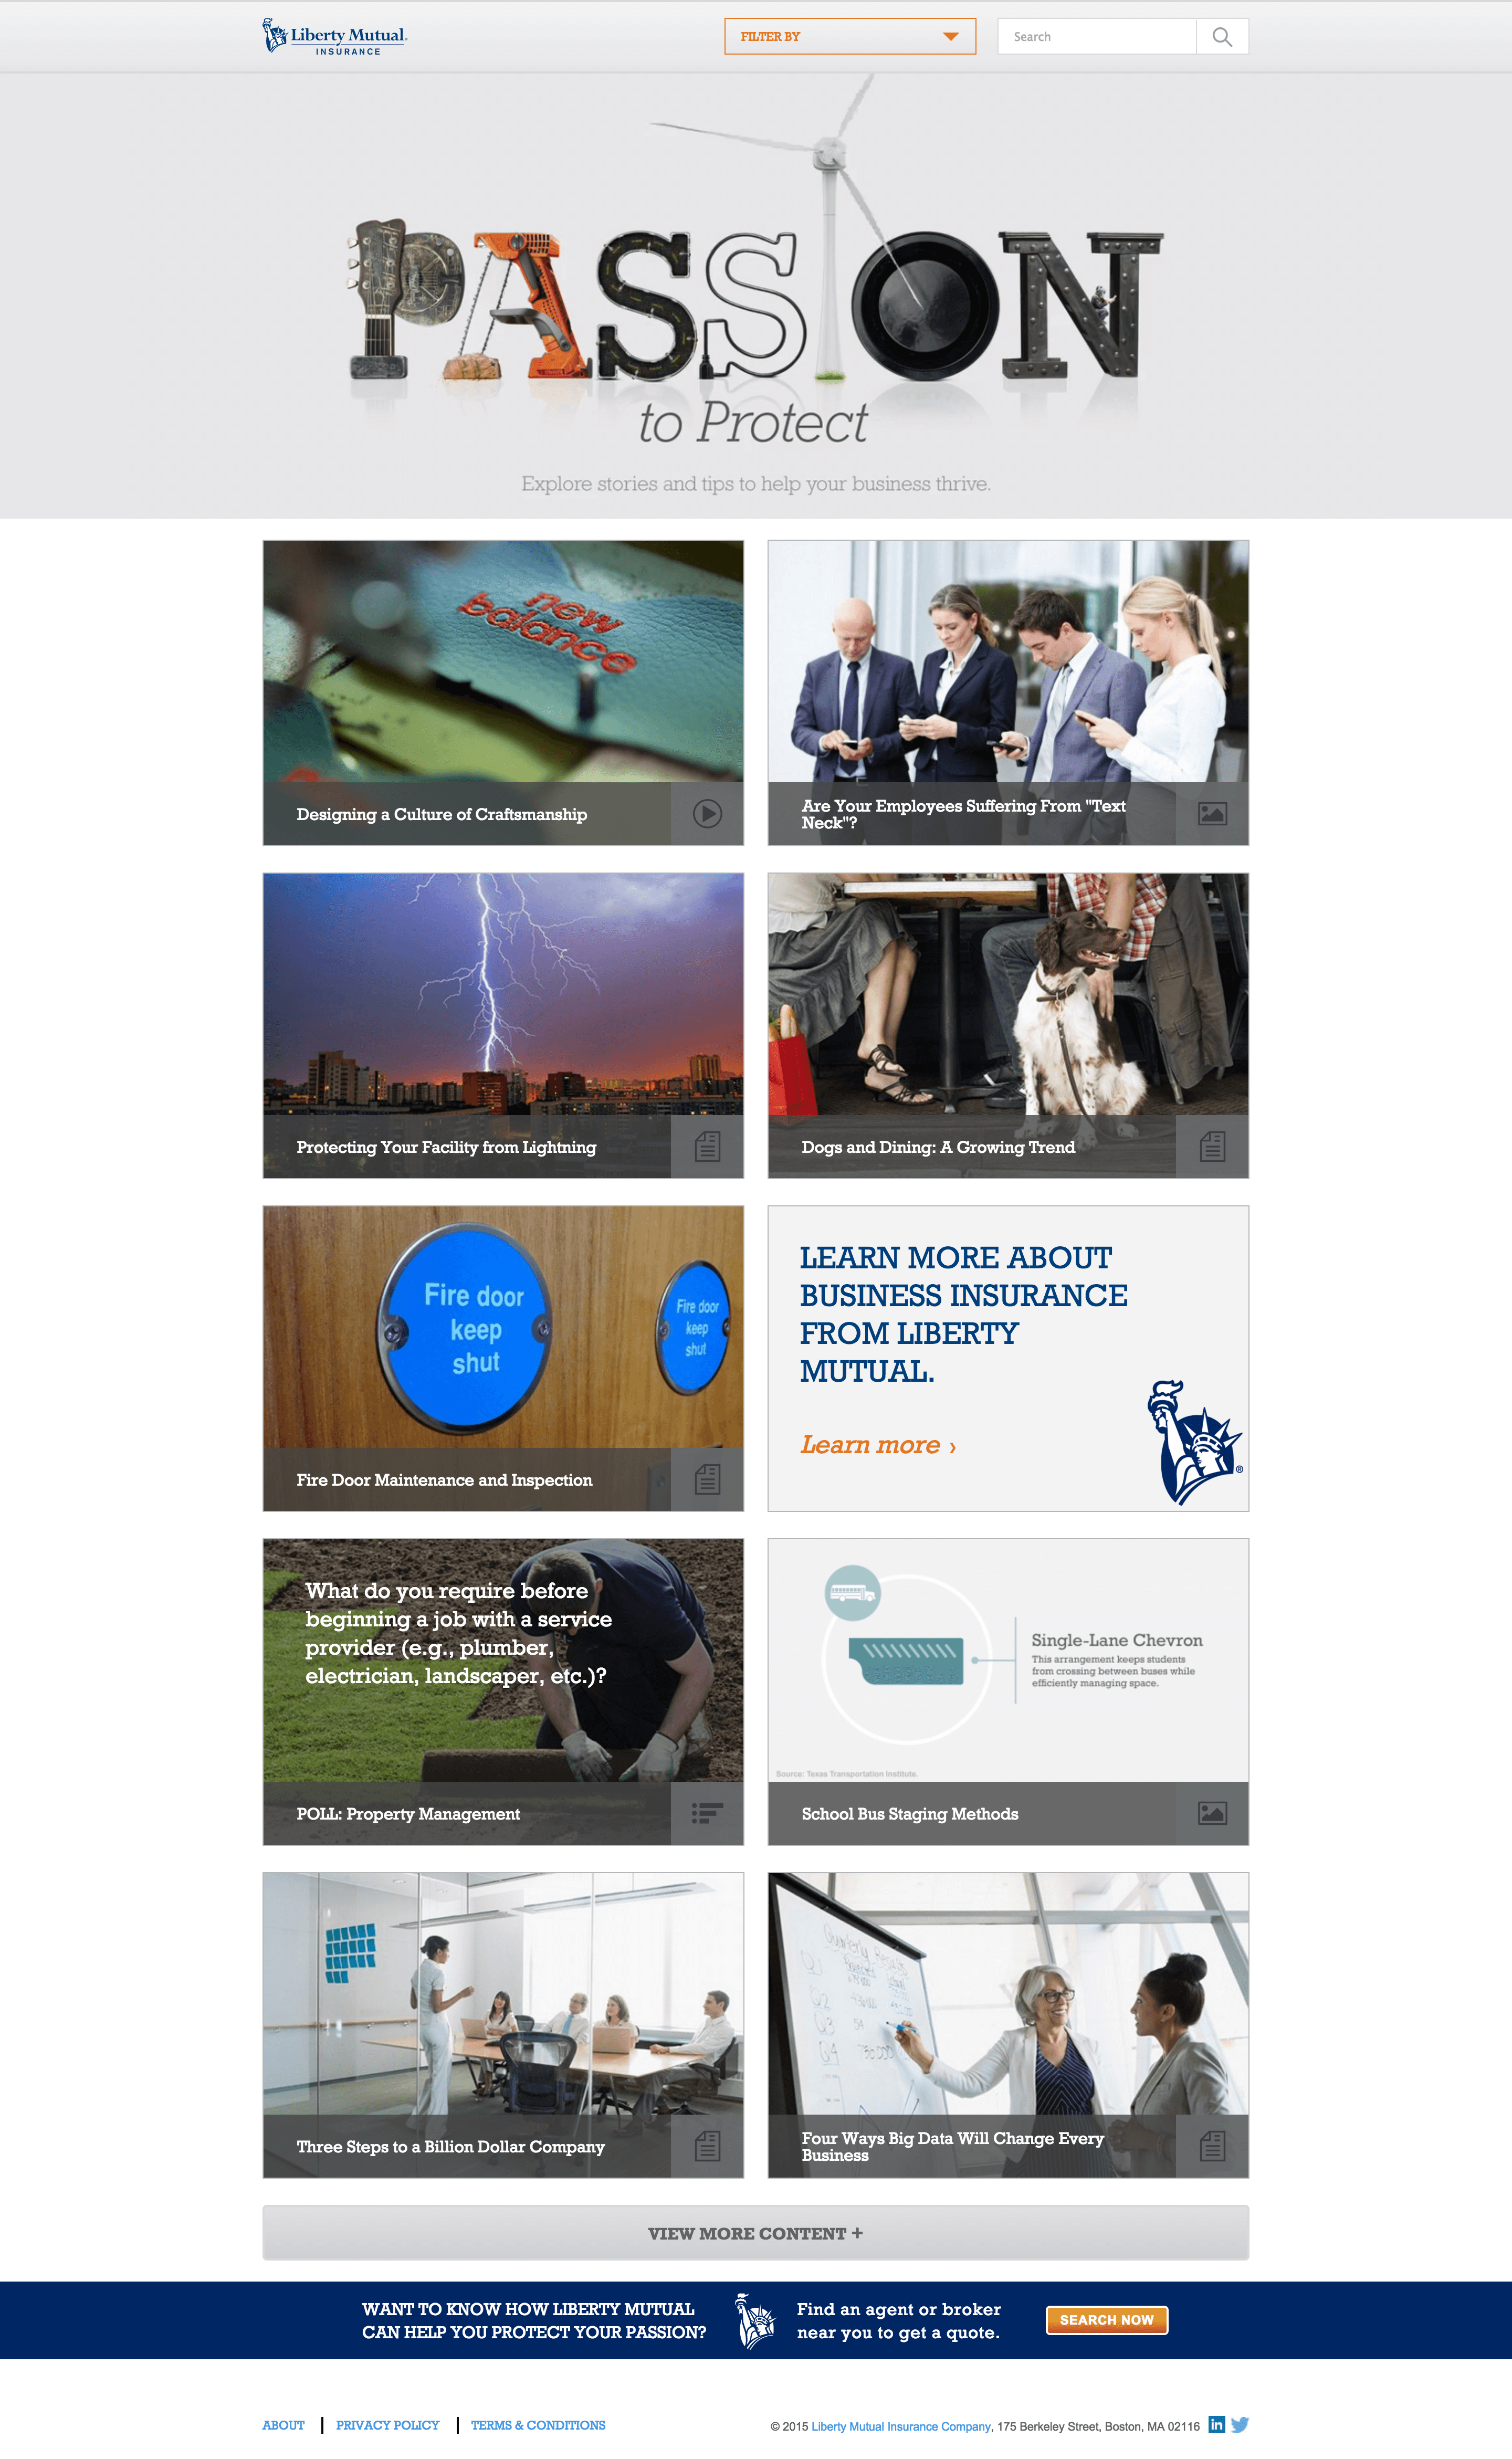 Liberty Mutual.
INSURANCE
FILTER BY
Search
PASSION
to Protect
Explore stories and tips to help your business thrive.
new
balance
Designing a Culture of Craftsmanship
Are Your Employees Suffering From "Text
Neck"?
Protecting Your Facility from Lightning
Dogs and Dining: A Growing Trend
Fire door
keep
shut
Fire door
keep
shut
Fire Door Maintenance and Inspection
LEARN MORE ABOUT
BUSINESS INSURANCE
FROM LIBERTY
MUTUAL.
Learn more ›
®
What do you require before
beginning a job with a service
provider (e.g., plumber,
electrician, landscaper, etc.)?
POLL: Property Management
Single-Lane Chevron
This arrangement keeps students
from crossing between buses while
efficiently managing space.
Source: Texas Transportation Institute.
School Bus Staging Methods
Three Steps to a Billion Dollar Company
Quarterly
Q2
Q3
Q4
Four Ways Big Data Will Change Every
Business
VIEW MORE CONTENT +
WANT TO KNOW HOW LIBERTY MUTUAL
CAN HELP YOU PROTECT YOUR PASSION?
Find an agent or broker
near you to get a quote.
SEARCH NOW
ABOUT
PRIVACY POLICY
TERMS & CONDITIONS
© 2015 Liberty Mutual Insurance Company, 175 Berkeley Street, Boston, MA 02116
in